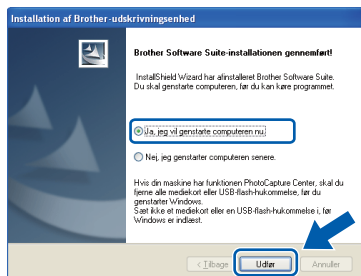 Installation af Brother-udskrivningsenhed
Brother Software Suite-installationen gennemført!
InstallShield Wizard har afinstalleret Brother Software Suite.
Du skal genstarte computeren, før du kan køre programmet.
Ja, jeg vil genstarte computeren nu.
Nej, jeg genstarter computeren senere.
Hvis din maskine har funktionen PhotoCapture Center, skal du
fjerne alle mediekort eller USB-flash-hukommelse, før du
genstarter Windows.
Sæt ikke et mediekort eller en USB-flash-hukommelse i, før
Windows er indlæst.
< Tilbage Udfør Annuller